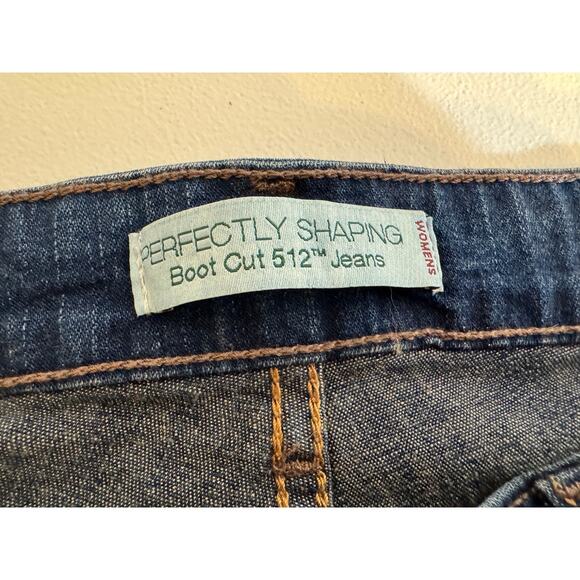 PERFECTLY SHAPING
Boot Cut 512™ Jeans
WOMENS